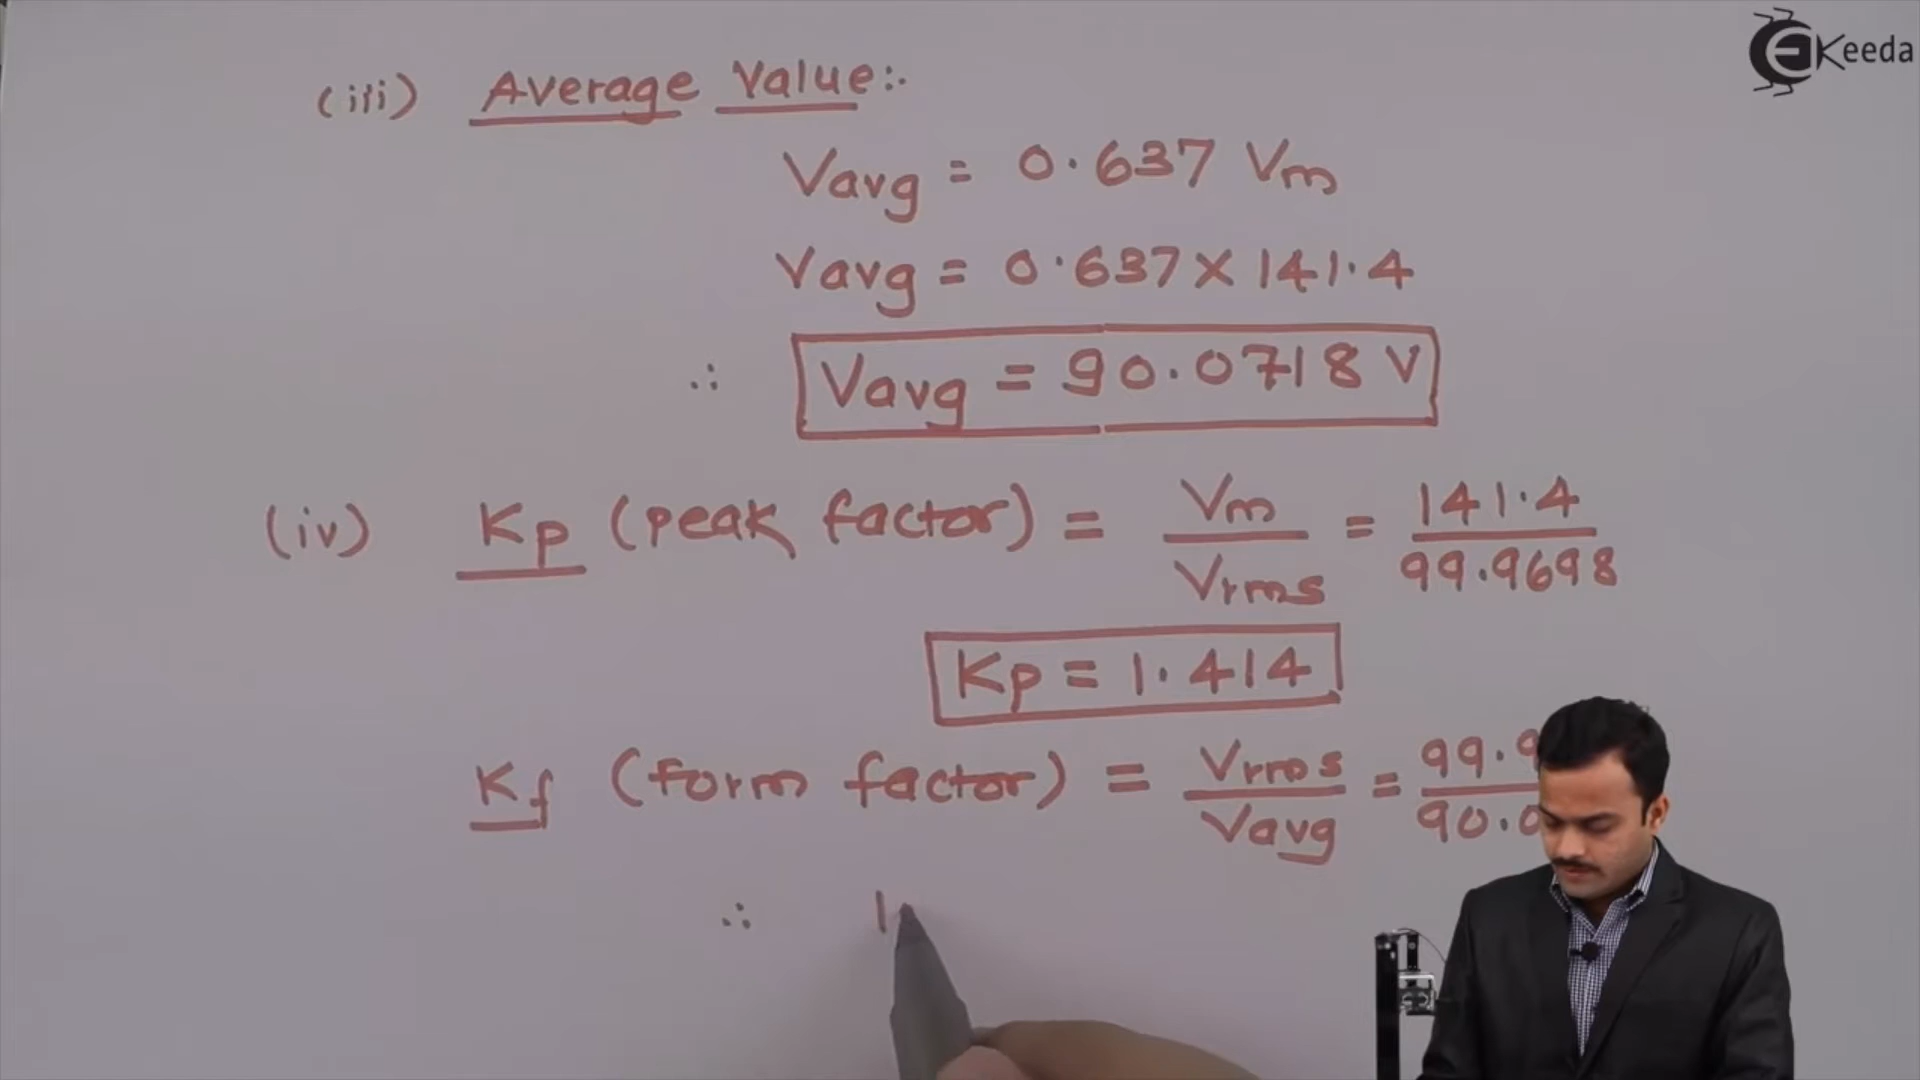 EKeeda
(iii) Average Value:-
Vavg = 0.637 Vm
Vavg = 0.637 X 141.4
∴ Vavg = 90.0718 V
(iv) Kp (peak factor) = Vm / Vrms = 141.4 / 99.9698
Kp = 1.414
Kf (form factor) = Vrms / Vavg = 99.9 / 90.0
∴